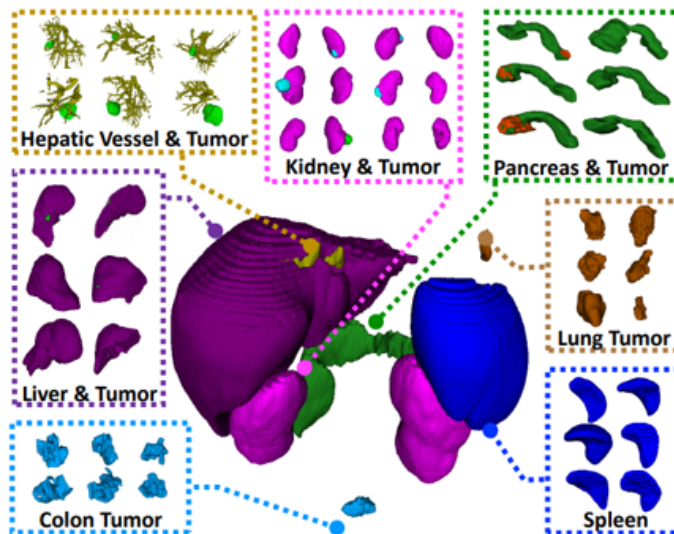 Hepatic Vessel & Tumor
Kidney & Tumor
Pancreas & Tumor
Liver & Tumor
Lung Tumor
Colon Tumor
Spleen